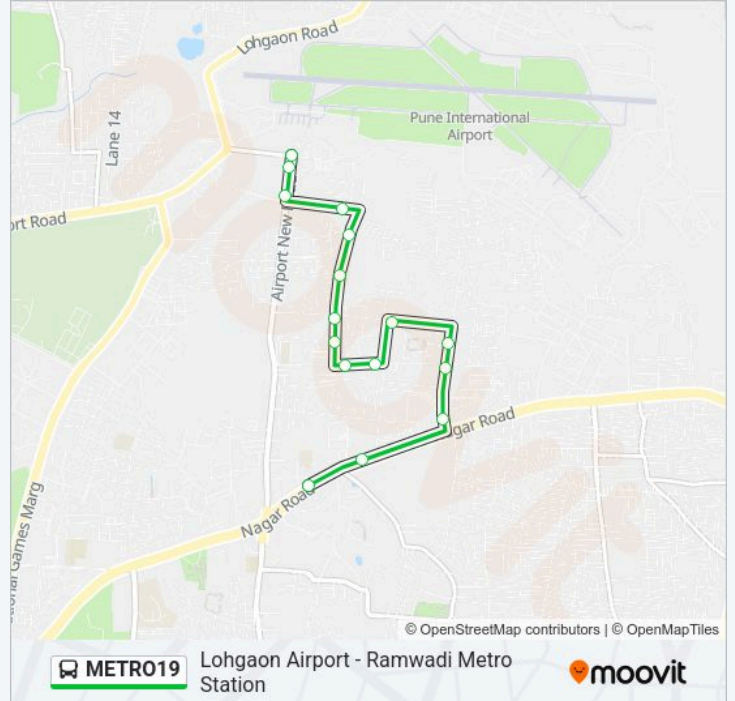 Lohgaon Road
Lane 14
Pune International
Airport
ort Road
Airport New
gar Road
Nagar Road
ional Games Marg
© OpenStreetMap contributors | © OpenMapTiles
METRO19
Lohgaon Airport - Ramwadi Metro
Station
moovit